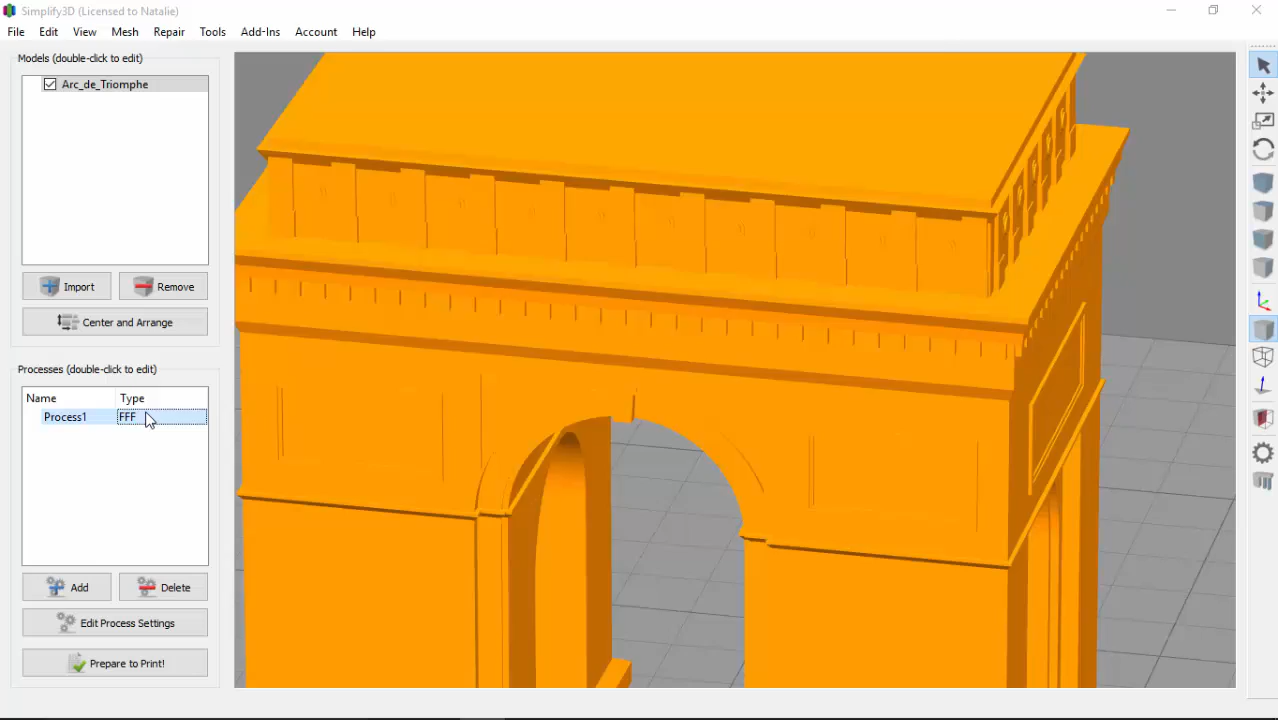 Simplify3D (Licensed to Natalie)
File Edit View Mesh Repair Tools Add-Ins Account Help
Models (double-click to edit)
Arc_de_Triomphe
Import Remove
Center and Arrange
Processes (double-click to edit)
Name Type
Process1 FFF
Add Delete
Edit Process Settings
Prepare to Print!